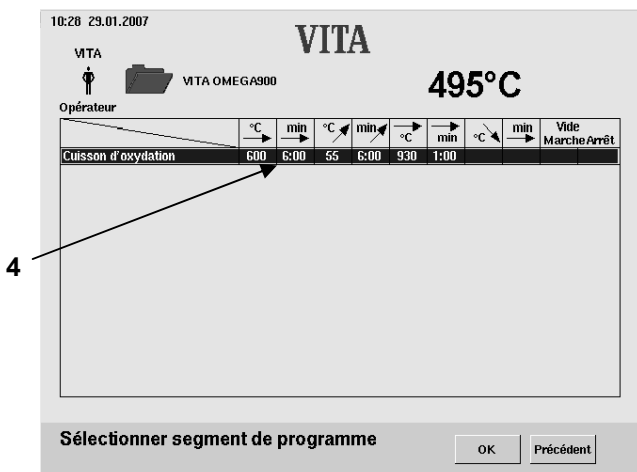 10:28 29.01.2007
VITA
VITA
VITA OMEGA900
495°C
Opérateur
°C min °C min °C min °C min Vide
Marche Arrêt
Cuisson d'oxydation 600 6:00 55 6:00 930 1:00
4
Sélectionner segment de programme
OK Précédent